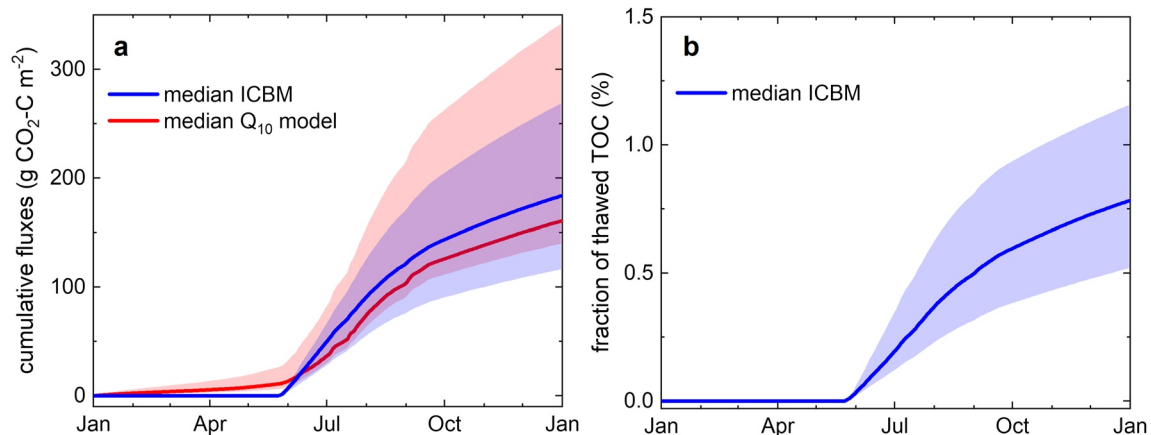 a
median ICBM
median Q₁₀ model
cumulative fluxes (g CO₂-C m⁻²)
300
200
100
0
Jan Apr Jul Oct Jan
b
median ICBM
fraction of thawed TOC (%)
1.5
1.0
0.5
0.0
Jan Apr Jul Oct Jan